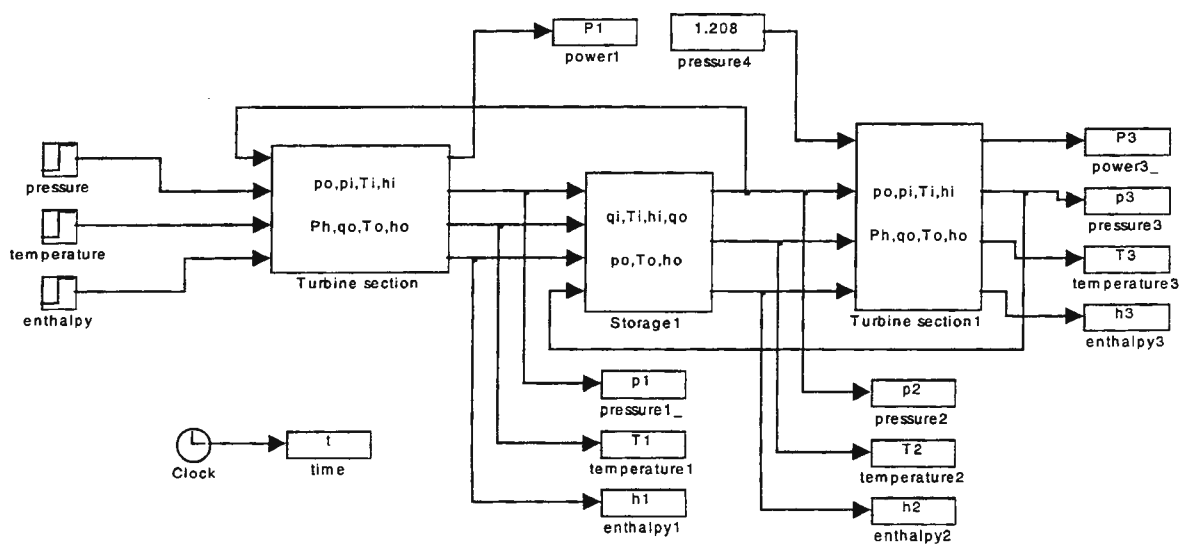 P1
power1
1.208
pressure4
pressure
temperature
enthalpy
po,pi,Ti,hi
Ph,qo,To,ho
Turbine section
qi,Ti,hi,qo
po,To,ho
Storage1
po,pi,Ti,hi
Ph,qo,To,ho
Turbine section1
P3
power3_
p3
pressure3
T3
temperature3
h3
enthalpy3
p1
pressure1_
T1
temperature1
h1
enthalpy1
p2
pressure2
T2
temperature2
h2
enthalpy2
Clock
t
time